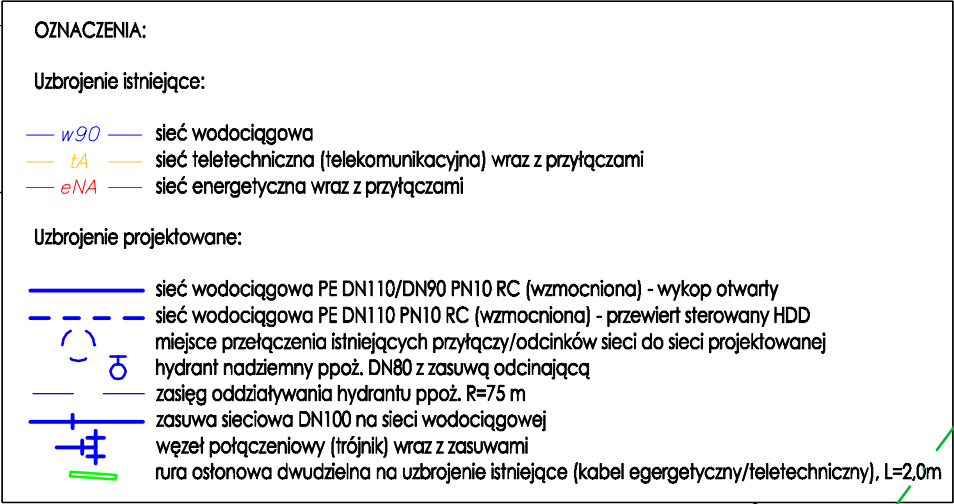 OZNACZENIA:
Uzbrojenie istniejące:
w90 sieć wodociągowa
tA sieć teletechniczna (telekomunikacyjna) wraz z przyłączami
eNA sieć energetyczna wraz z przyłączami
Uzbrojenie projektowane:
sieć wodociągowa PE DN110/DN90 PN10 RC (wzmocniona) - wykop otwarty
sieć wodociągowa PE DN110 PN10 RC (wzmocniona) - przewiert sterowany HDD
miejsce przełączenia istniejących przyłączy/odcinków sieci do sieci projektowanej
hydrant nadziemny ppoż. DN80 z zasuwą odcinającą
zasięg oddziaływania hydrantu ppoż. R=75 m
zasuwa sieciowa DN100 na sieci wodociągowej
węzeł połączeniowy (trójnik) wraz z zasuwami
rura osłonowa dwudzielna na uzbrojenie istniejące (kabel egergetyczny/teletechniczny), L=2,0m